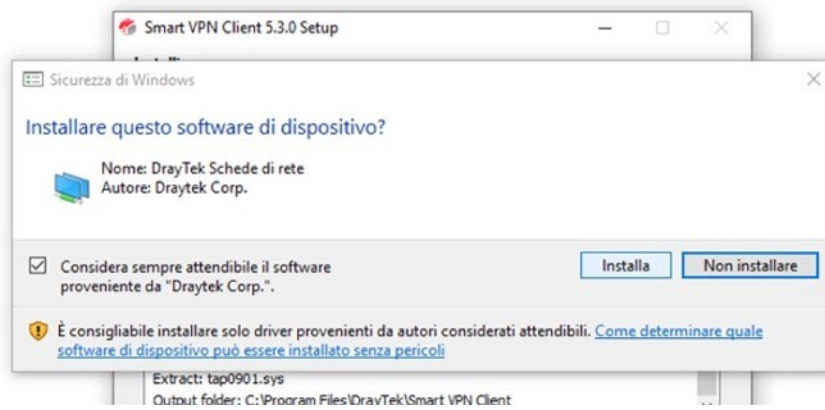 Smart VPN Client 5.3.0 Setup
Sicurezza di Windows
Installare questo software di dispositivo?
Nome: DrayTek Schede di rete
Autore: Draytek Corp.
Considera sempre attendibile il software
proveniente da "Draytek Corp.".
Installa
Non installare
È consigliabile installare solo driver provenienti da autori considerati attendibili. Come determinare quale
software di dispositivo può essere installato senza pericoli
Extract: tap0901.sys
Output folder: C:\Program Files\DrayTek\Smart VPN Client